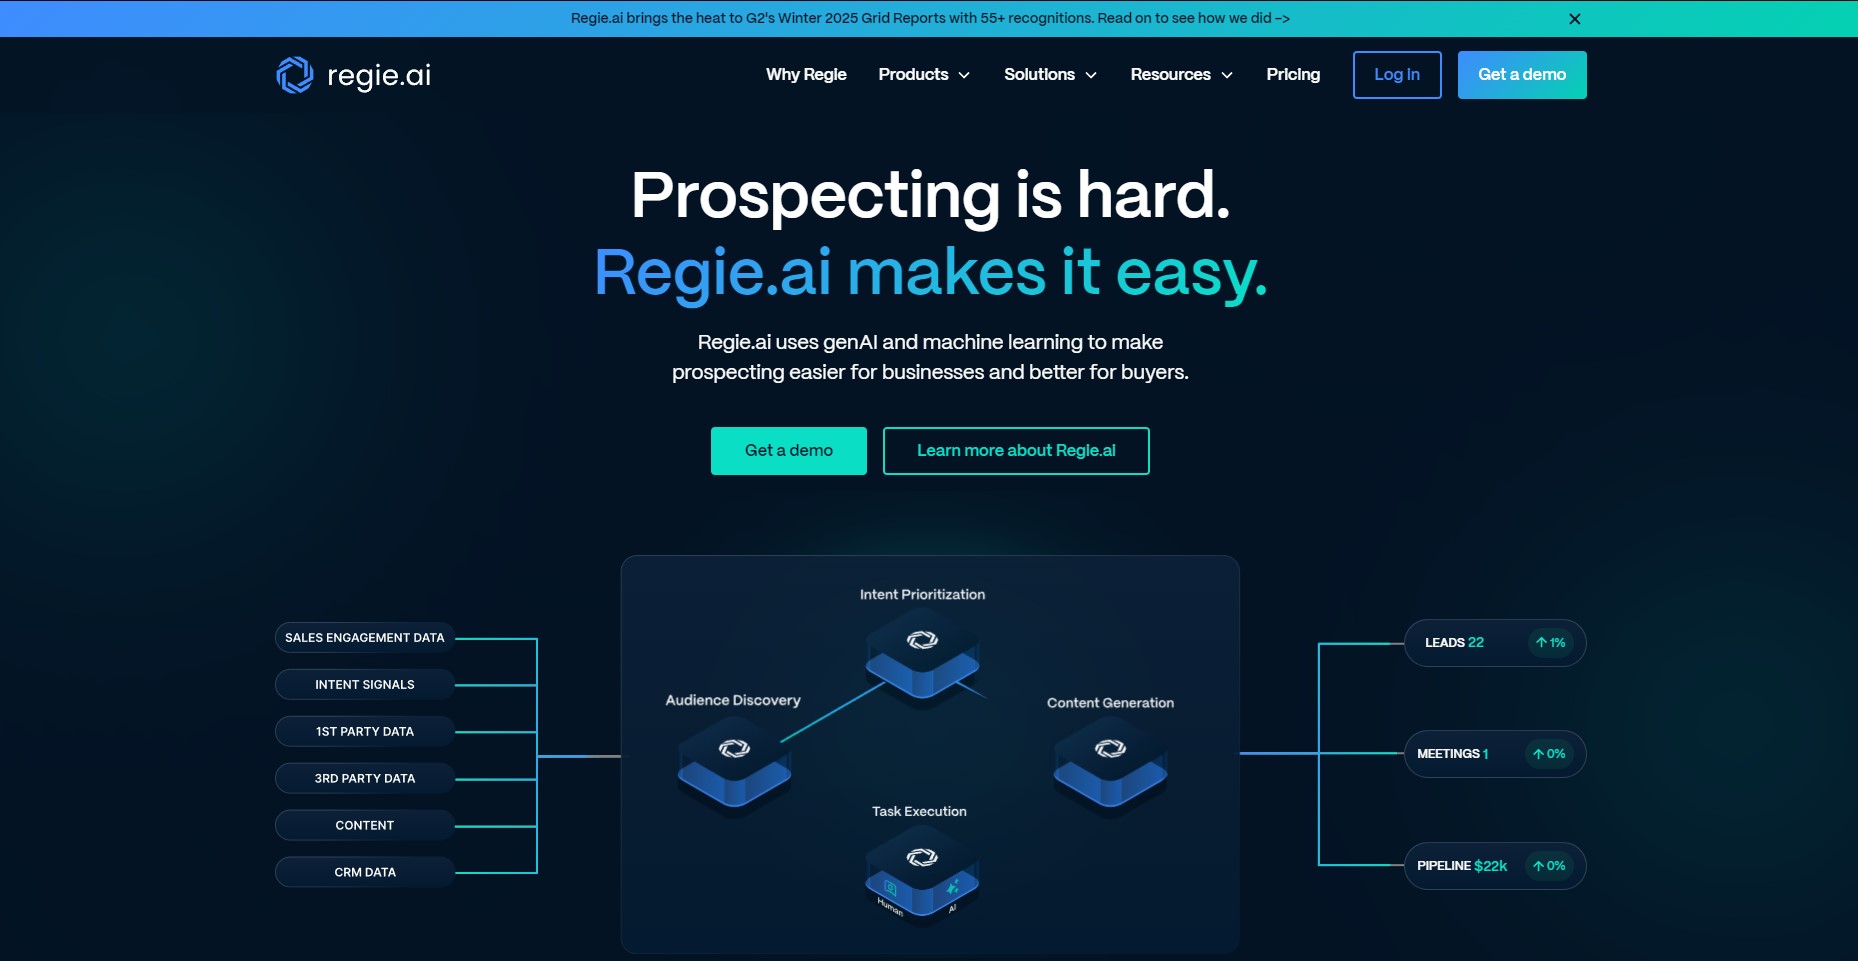 Regie.ai brings the heat to G2's Winter 2025 Grid Reports with 55+ recognitions. Read on to see how we did ->
regie.ai
Why Regie
Products
Solutions
Resources
Pricing
Log in
Get a demo
Prospecting is hard.
Regie.ai makes it easy.
Regie.ai uses genAI and machine learning to make
prospecting easier for businesses and better for buyers.
Get a demo
Learn more about Regie.ai
SALES ENGAGEMENT DATA
INTENT SIGNALS
1ST PARTY DATA
3RD PARTY DATA
CONTENT
CRM DATA
Intent Prioritization
Audience Discovery
Content Generation
Task Execution
Human
AI
LEADS 22 ↑ 1%
MEETINGS 1 ↑ 0%
PIPELINE $22k ↑ 0%